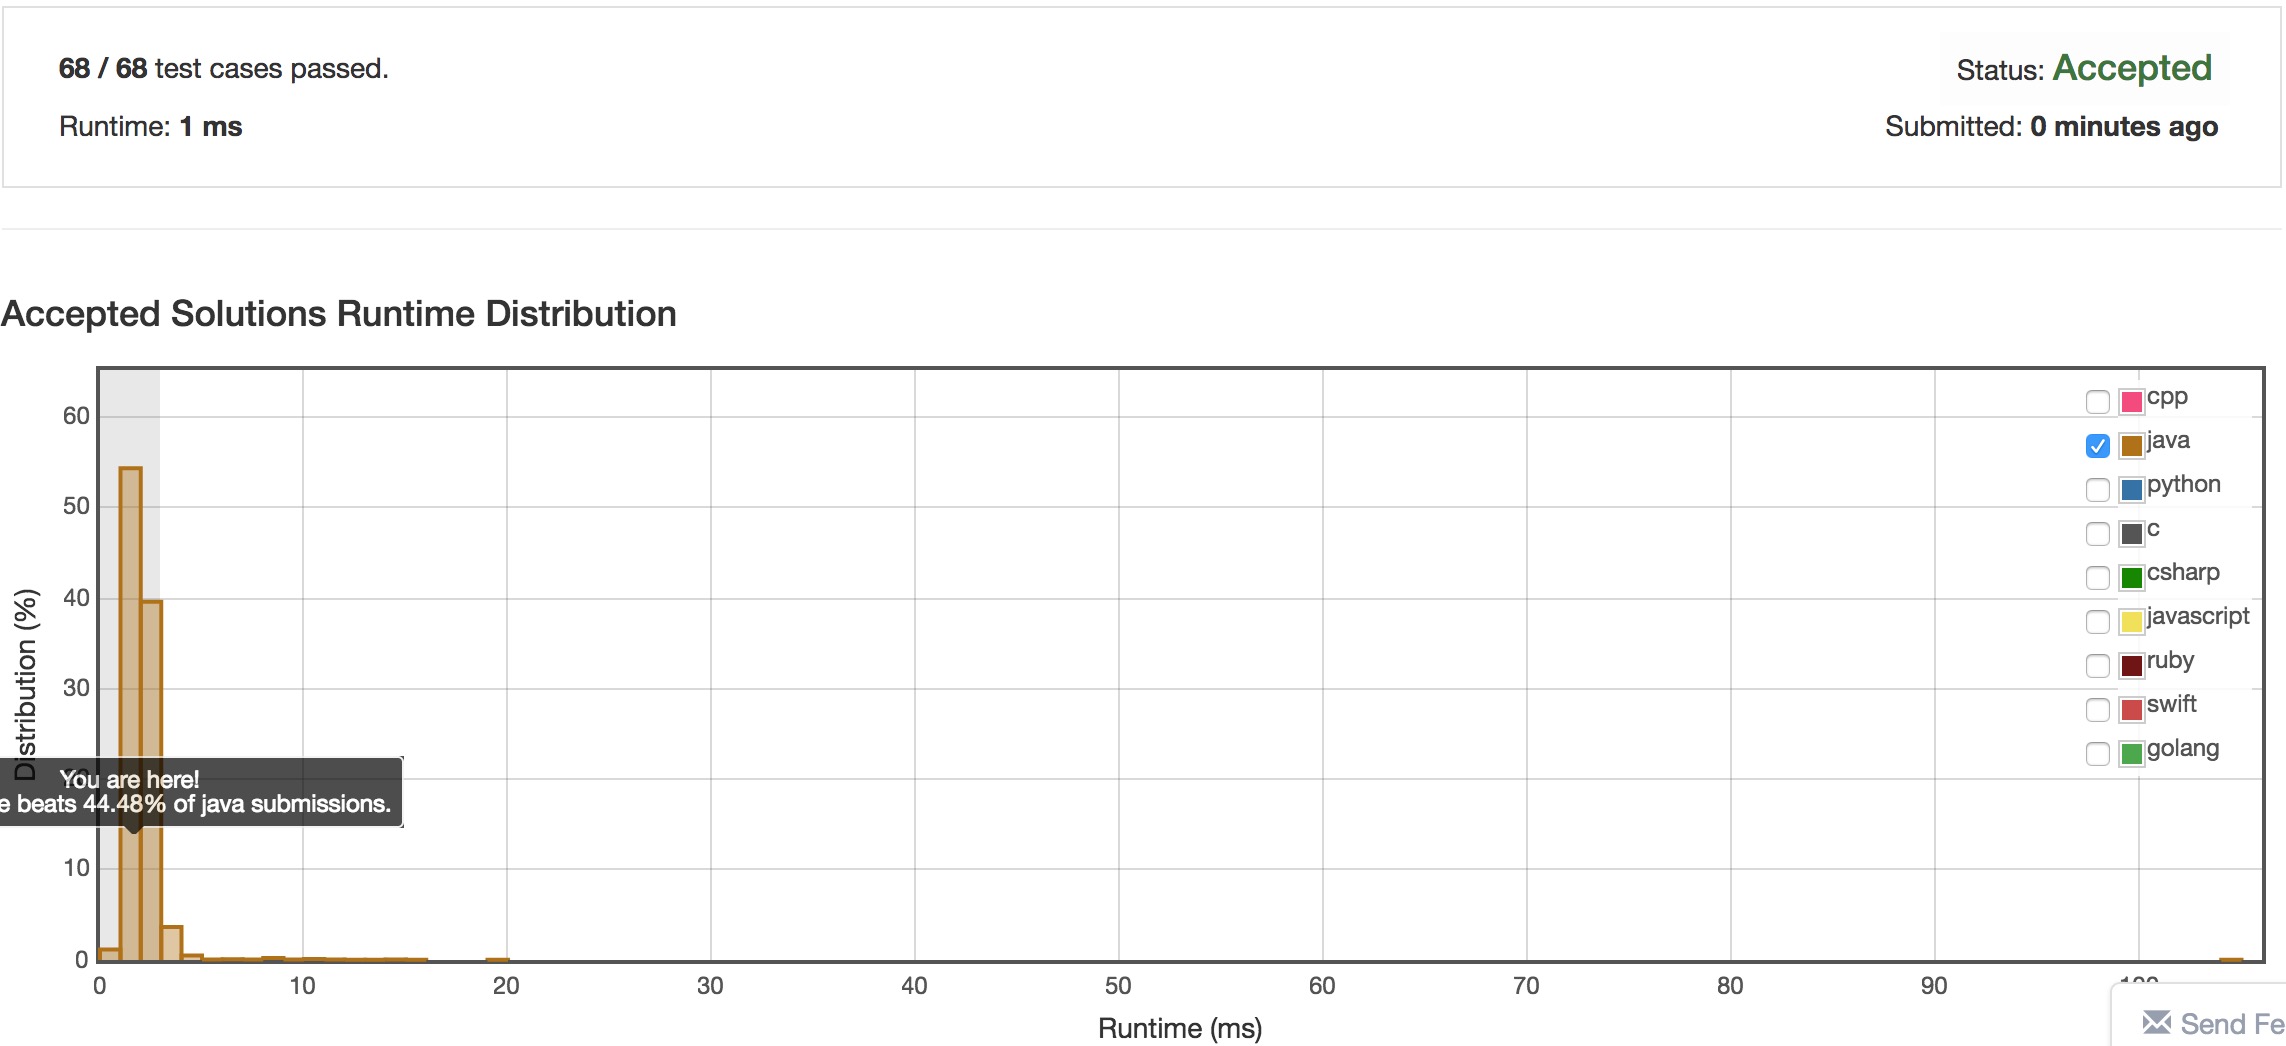 68 / 68 test cases passed.
Status: Accepted
Runtime: 1 ms
Submitted: 0 minutes ago
Accepted Solutions Runtime Distribution
60
50
40
30
10
0
Distribution (%)
You are here!
e beats 44.48% of java submissions.
cpp
java
python
c
csharp
javascript
ruby
swift
golang
0 10 20 30 40 50 60 70 80 90 100
Runtime (ms)
Send Fe